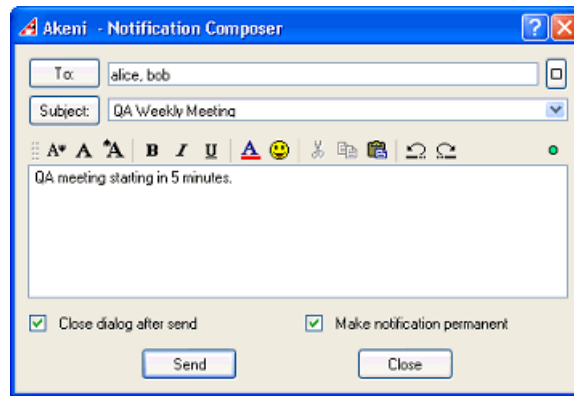 Akeni - Notification Composer
To: alice, bob
Subject: QA Weekly Meeting
A A A B I U A
QA meeting starting in 5 minutes.
Close dialog after send Make notification permanent
Send Close